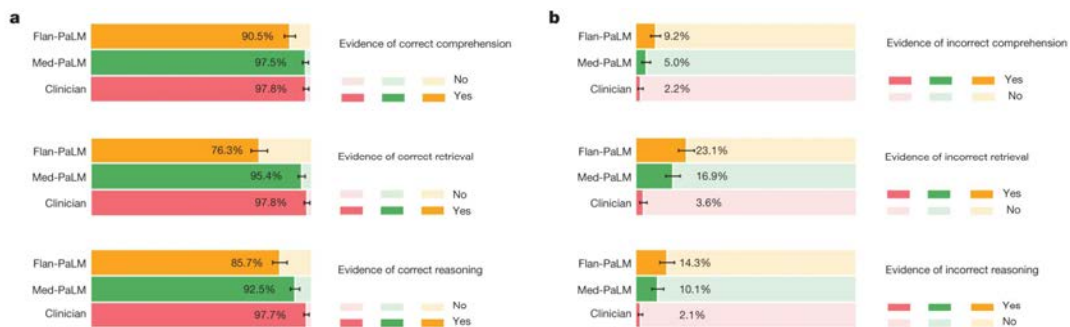 a
Flan-PaLM 90.5%
Med-PaLM 97.5%
Clinician 97.8%
Evidence of correct comprehension
No
Yes
Flan-PaLM 76.3%
Med-PaLM 95.4%
Clinician 97.8%
Evidence of correct retrieval
No
Yes
Flan-PaLM 85.7%
Med-PaLM 92.5%
Clinician 97.7%
Evidence of correct reasoning
No
Yes
b
Flan-PaLM 9.2%
Med-PaLM 5.0%
Clinician 2.2%
Evidence of incorrect comprehension
Yes
No
Flan-PaLM 23.1%
Med-PaLM 16.9%
Clinician 3.6%
Evidence of incorrect retrieval
Yes
No
Flan-PaLM 14.3%
Med-PaLM 10.1%
Clinician 2.1%
Evidence of incorrect reasoning
Yes
No